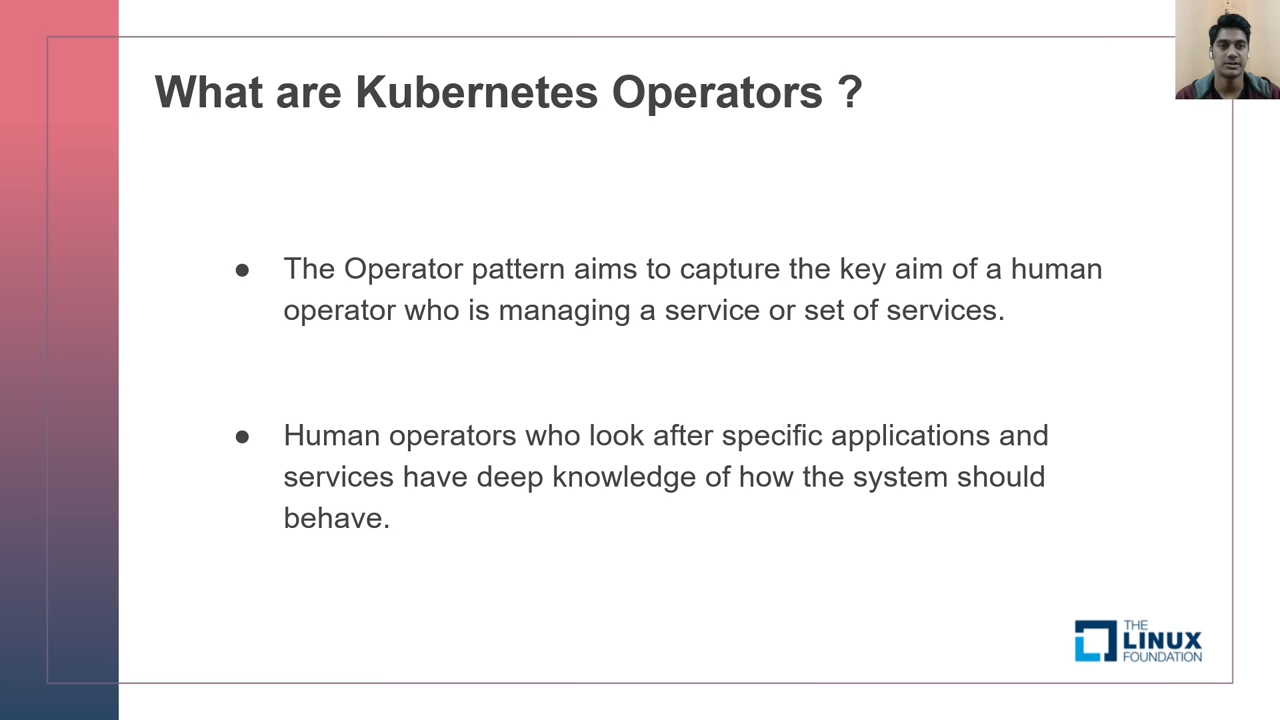 What are Kubernetes Operators ?
● The Operator pattern aims to capture the key aim of a human
operator who is managing a service or set of services.
● Human operators who look after specific applications and
services have deep knowledge of how the system should
behave.
THE
LINUX
FOUNDATION